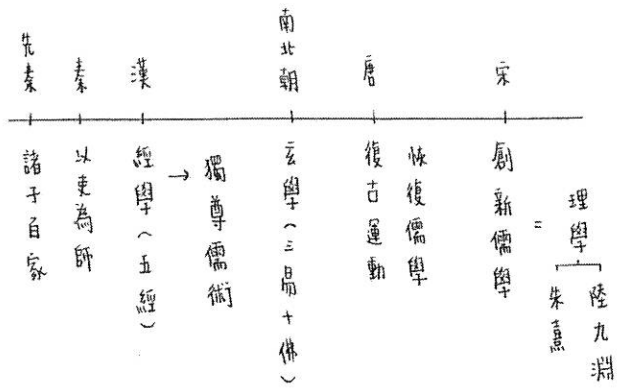 先秦
秦
漢
南北朝
唐
宋
諸子百家
以吏為師
經學(五經)
→
獨尊儒術
玄學(三易+佛)
復古運動
恢復儒學
創新儒學
=
理學
朱熹
陸九淵